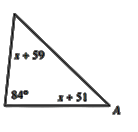 x + 59
84° x + 51
A